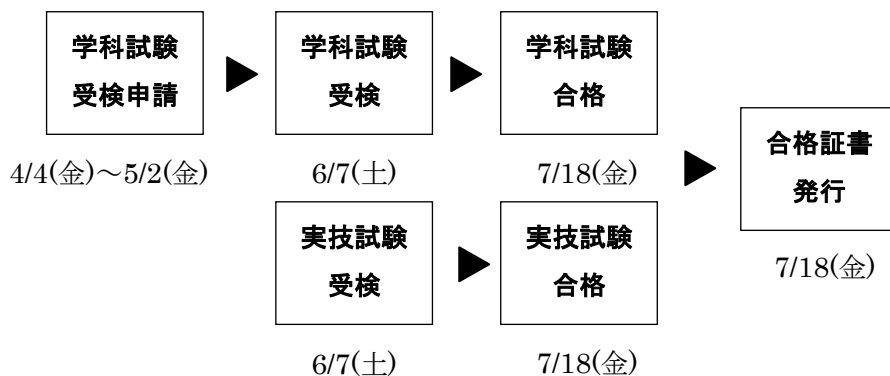 学科試験
受検申請
4/4(金)～5/2(金)
学科試験
受検
6/7(土)
学科試験
合格
7/18(金)
実技試験
受検
6/7(土)
実技試験
合格
7/18(金)
合格証書
発行
7/18(金)